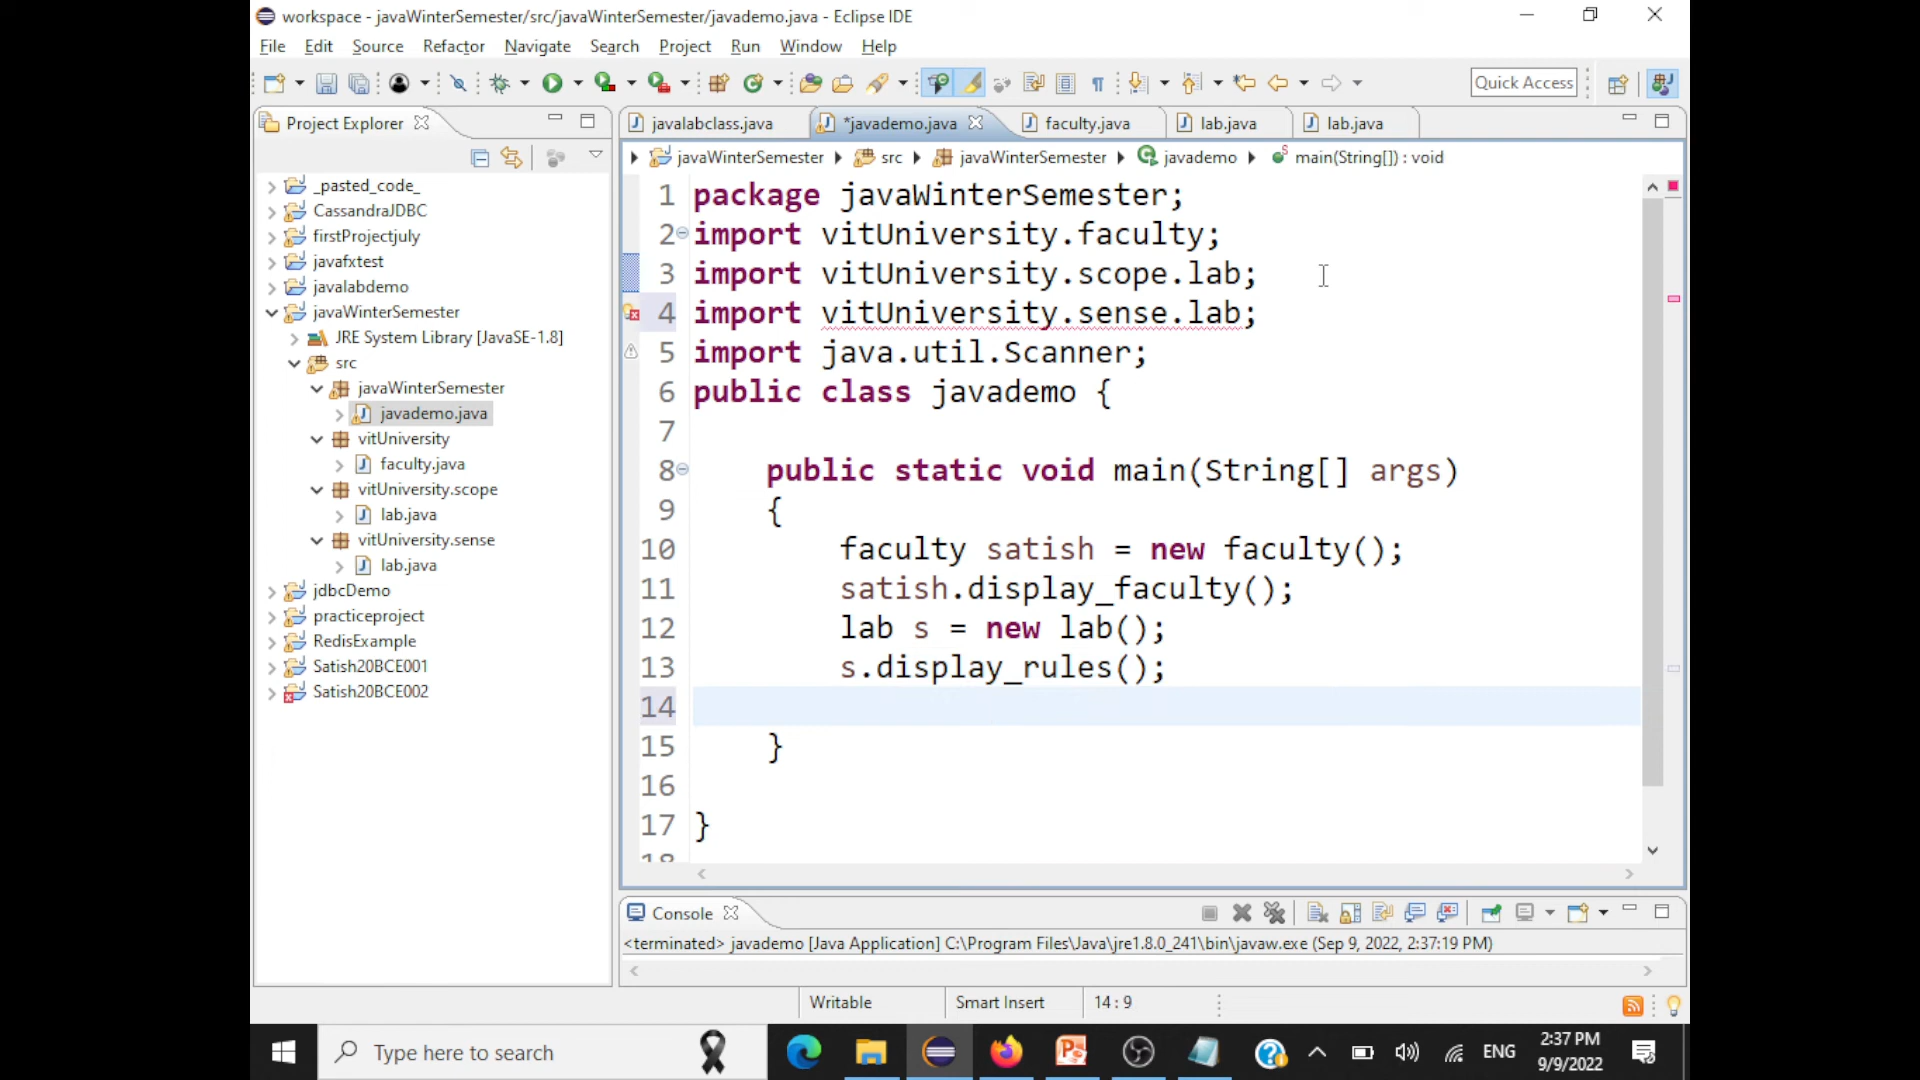 workspace - javaWinterSemester/src/javaWinterSemester/javademo.java - Eclipse IDE
File Edit Source Refactor Navigate Search Project Run Window Help
Quick Access
Project Explorer
javalabclass.java *javademo.java faculty.java lab.java lab.java
javaWinterSemester src javaWinterSemester javademo main(String[]) : void
_pasted_code_
CassandraJDBC
firstProjectjuly
javafxtest
javalabdemo
javaWinterSemester
JRE System Library [JavaSE-1.8]
src
javaWinterSemester
javademo.java
vitUniversity
faculty.java
vitUniversity.scope
lab.java
vitUniversity.sense
lab.java
jdbcDemo
practiceproject
RedisExample
Satish20BCE001
Satish20BCE002
1 package javaWinterSemester;
2 import vitUniversity.faculty;
3 import vitUniversity.scope.lab;
4 import vitUniversity.sense.lab;
5 import java.util.Scanner;
6 public class javademo {
7
8 public static void main(String[] args)
9 {
10 faculty satish = new faculty();
11 satish.display_faculty();
12 lab s = new lab();
13 s.display_rules();
14
15 }
16
17 }
18
Console
<terminated> javademo [Java Application] C:\Program Files\Java\jre1.8.0_241\bin\javaw.exe (Sep 9, 2022, 2:37:19 PM)
Writable Smart Insert 14 : 9
Type here to search
ENG
2:37 PM
9/9/2022